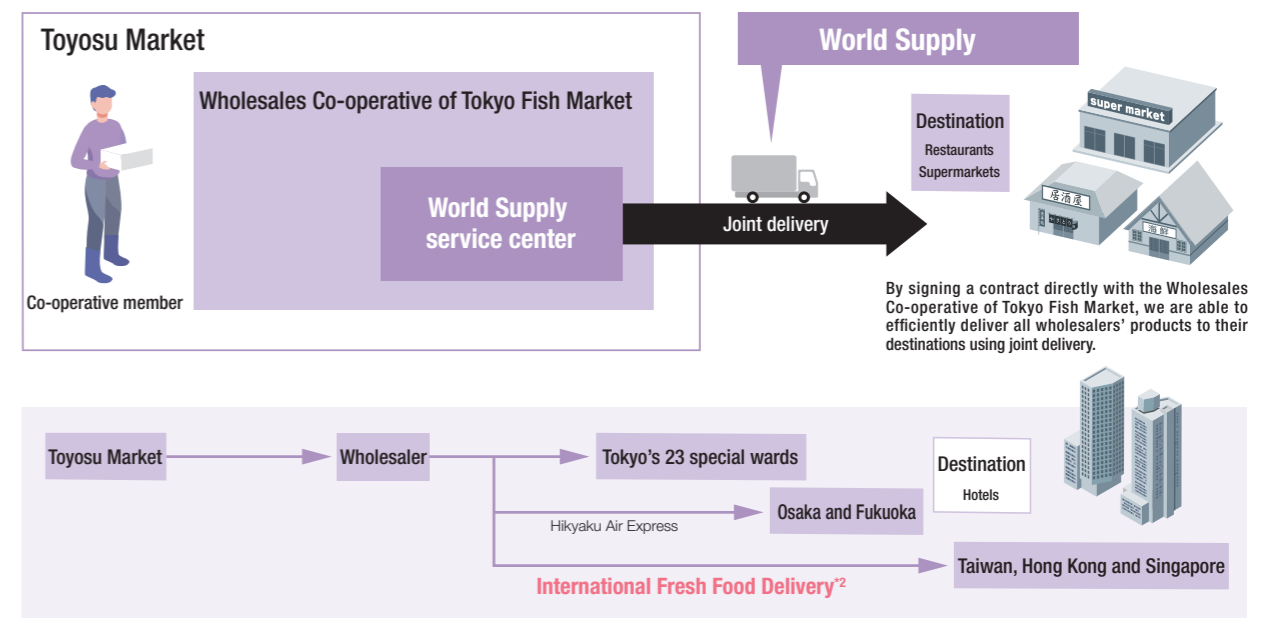 Toyosu Market
World Supply
Wholesales Co-operative of Tokyo Fish Market
World Supply
service center
Co-operative member
Joint delivery
Destination
Restaurants
Supermarkets
super market
居酒屋
海鮮
By signing a contract directly with the Wholesales
Co-operative of Tokyo Fish Market, we are able to
efficiently deliver all wholesalers' products to their
destinations using joint delivery.
Toyosu Market
Wholesaler
Tokyo's 23 special wards
Destination
Hotels
Hikyaku Air Express
Osaka and Fukuoka
International Fresh Food Delivery*2
Taiwan, Hong Kong and Singapore